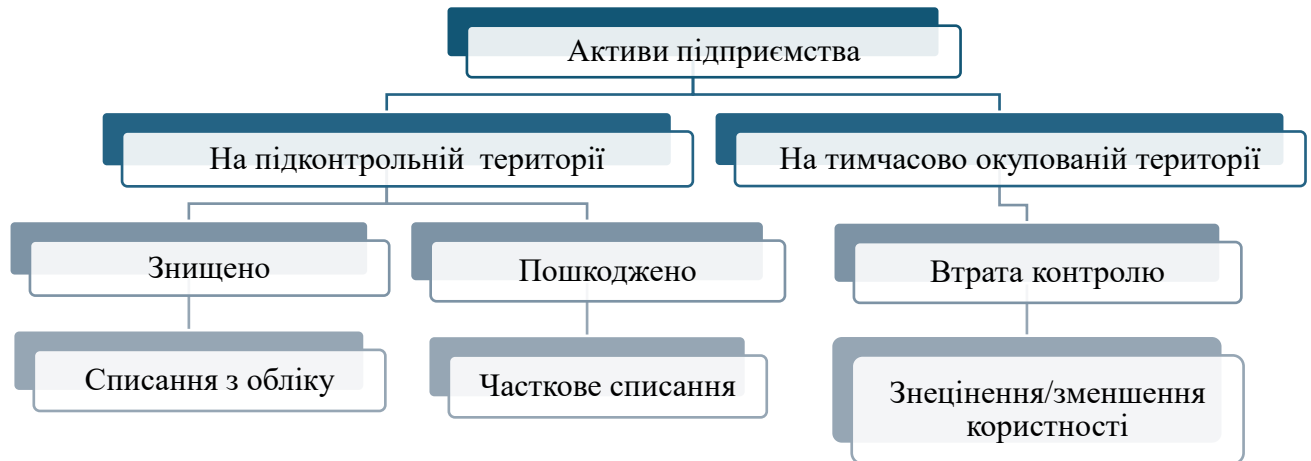 Активи підприємства
На підконтрольній території
На тимчасово окупованій території
Знищено
Пошкоджено
Втрата контролю
Списання з обліку
Часткове списання
Знецінення/зменшення
користності